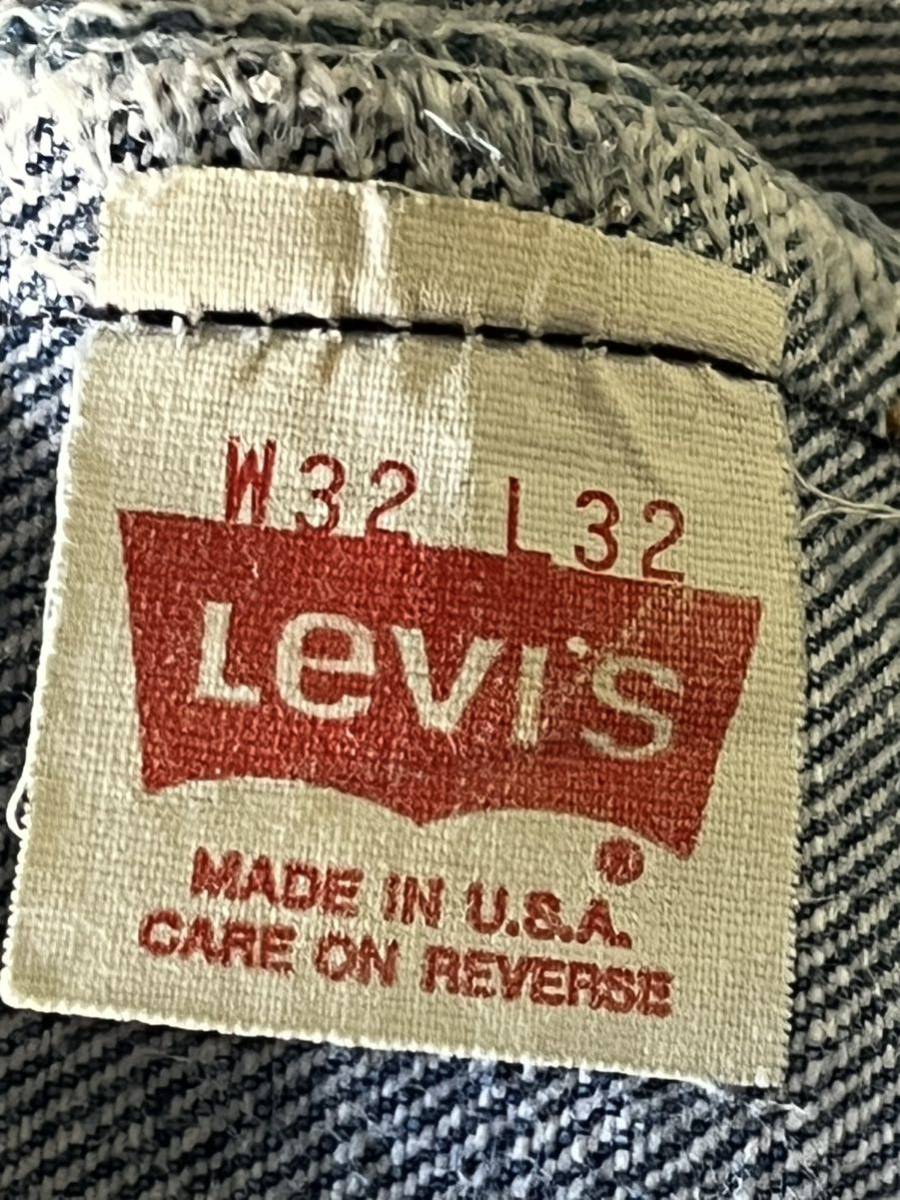 W32 L32
Levi's
®
MADE IN U.S.A.
CARE ON REVERSE